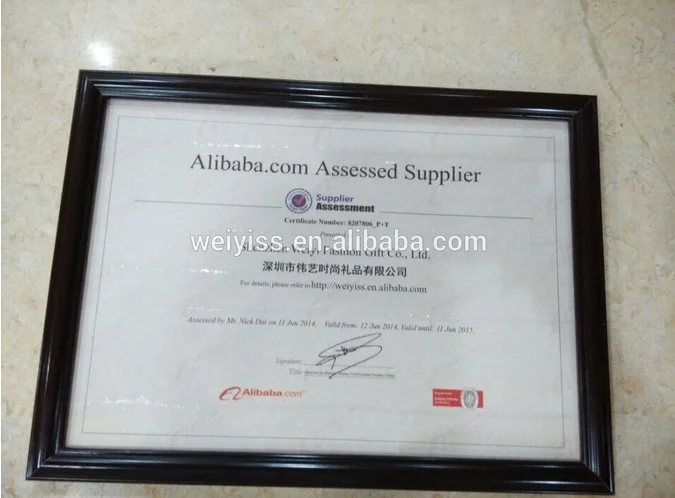 Alibaba.com Assessed Supplier
Supplier
Assessment
Certificate Number: 8207806_P+T
Presented
weiyiss.en.alibaba.com
Shenzhen Weiyi Fashion Gift Co., Ltd.
深圳市伟艺时尚礼品有限公司
For details, please refer to http://weiyiss.en.alibaba.com
Assessed by Mr. Nick Dai on 11 Jun 2014. Valid from: 12 Jun 2014, Valid until: 11 Jun 2015.
Signature:
Title:
Alibaba.com